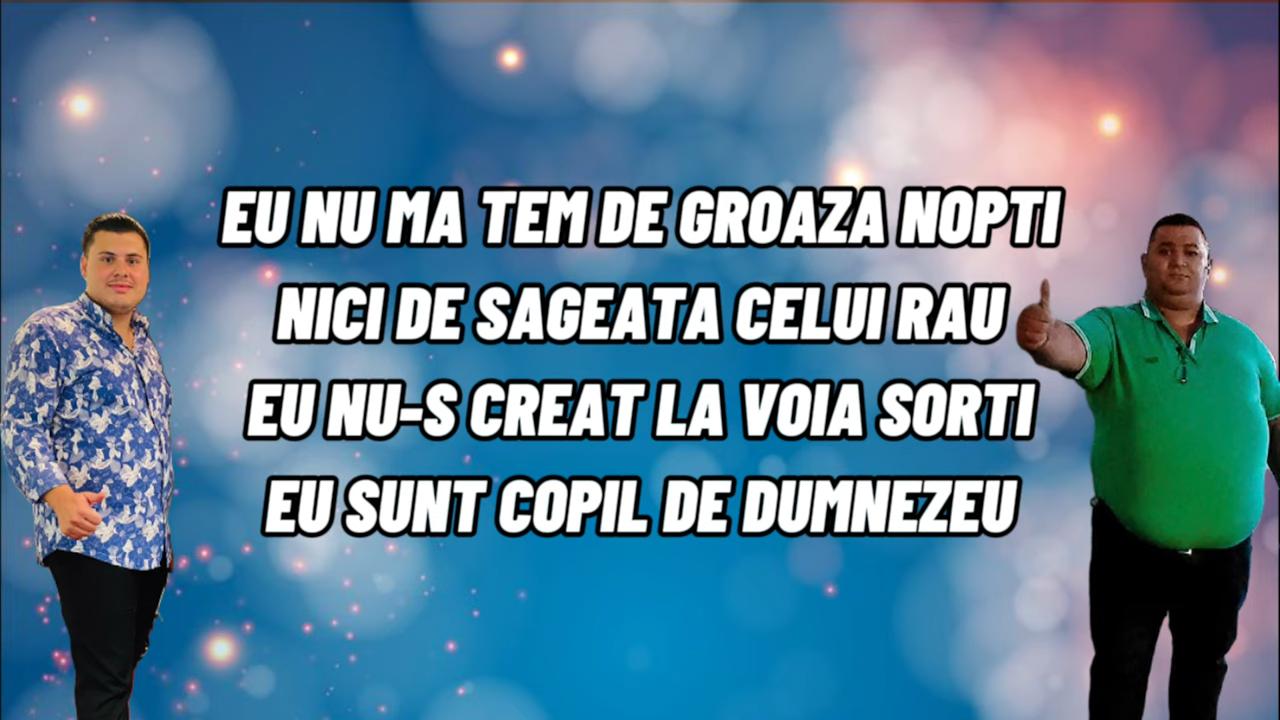 EU NU MA TEM DE GROAZA NOPTI
NICI DE SAGEATA CELUI RAU
EU NU-S CREAT LA VOIA SORTI
EU SUNT COPIL DE DUMNEZEU